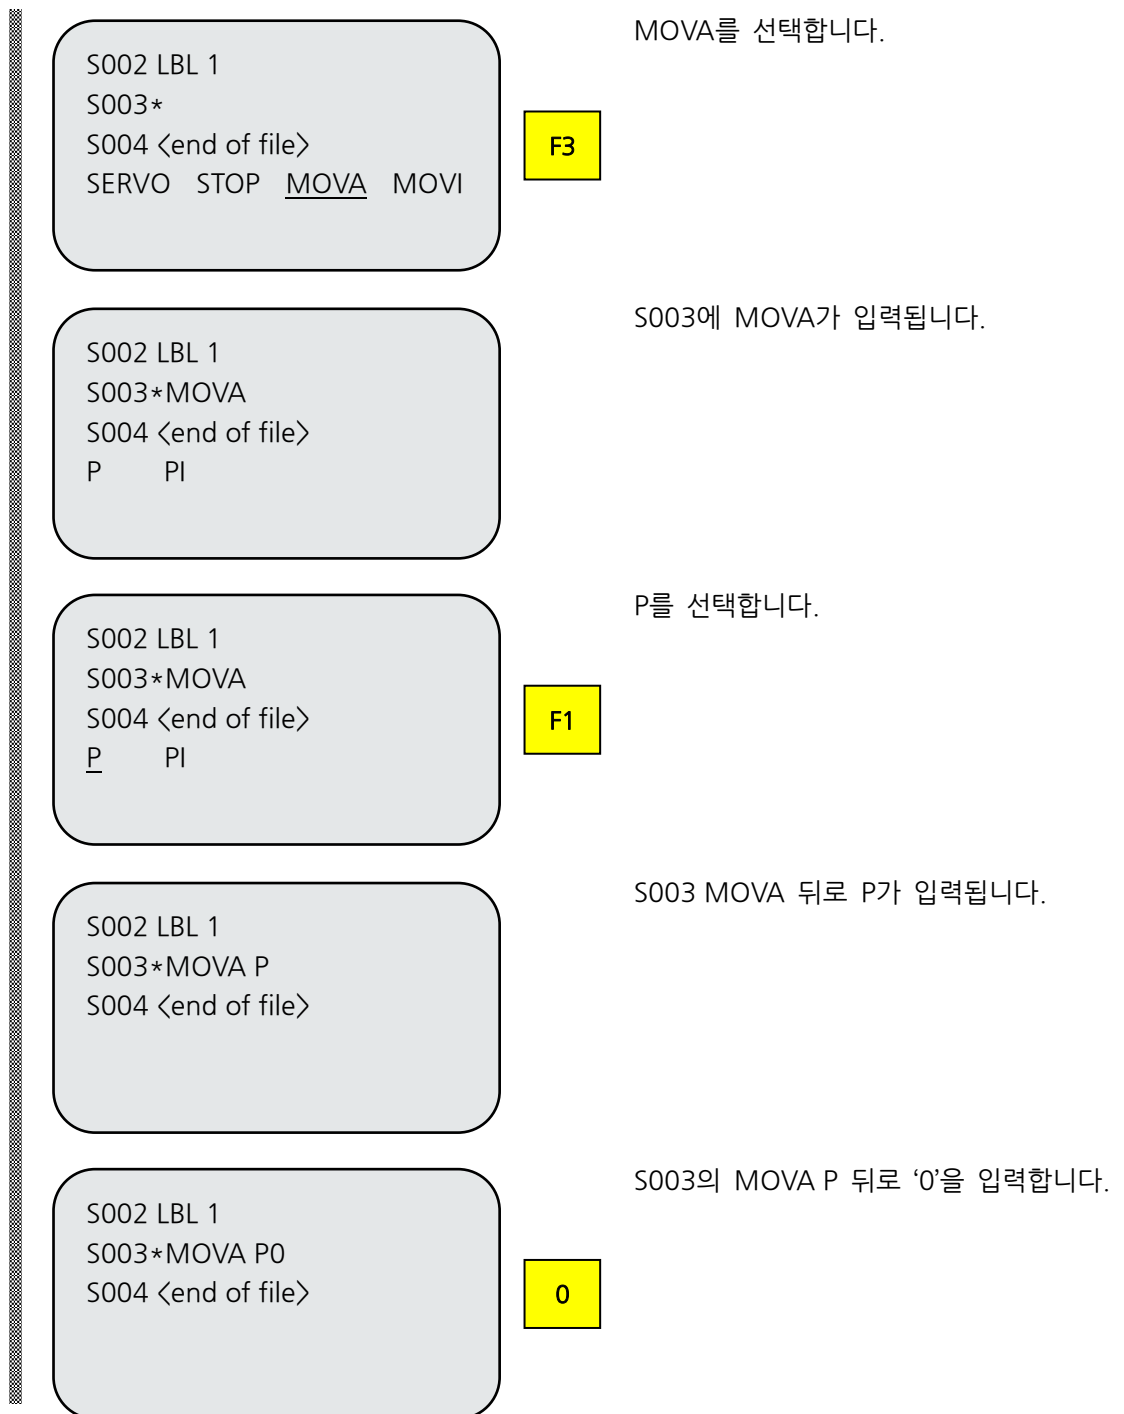 MOVA를 선택합니다.
S002 LBL 1
S003*
S004 <end of file>
SERVO STOP MOVA MOVI
F3
S003에 MOVA가 입력됩니다.
S002 LBL 1
S003*MOVA
S004 <end of file>
P PI
P를 선택합니다.
S002 LBL 1
S003*MOVA
S004 <end of file>
P PI
F1
S003 MOVA 뒤로 P가 입력됩니다.
S002 LBL 1
S003*MOVA P
S004 <end of file>
S003의 MOVA P 뒤로 ‘0’을 입력합니다.
S002 LBL 1
S003*MOVA P0
S004 <end of file>
0